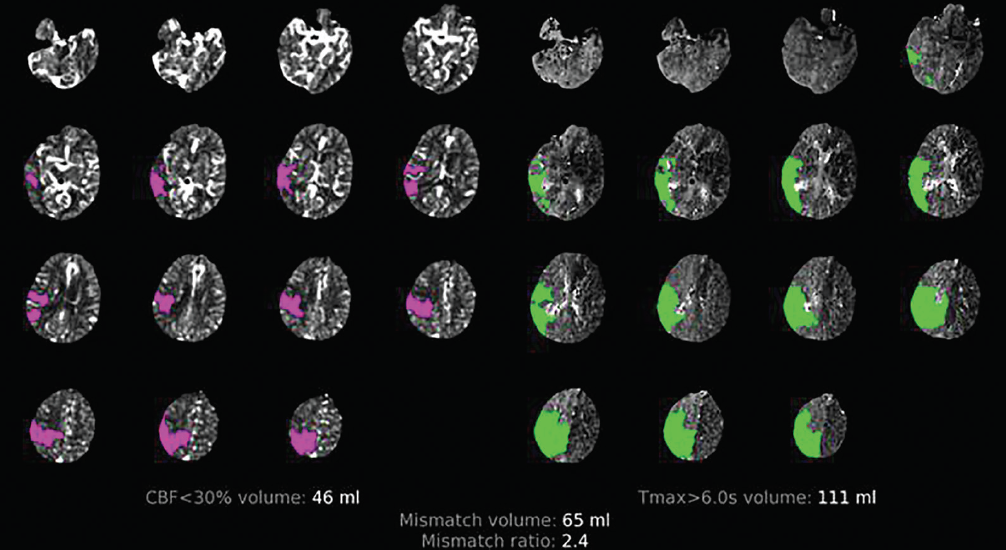 CBF<30% volume: 46 ml
Tmax>6.0s volume: 111 ml
Mismatch volume: 65 ml
Mismatch ratio: 2.4